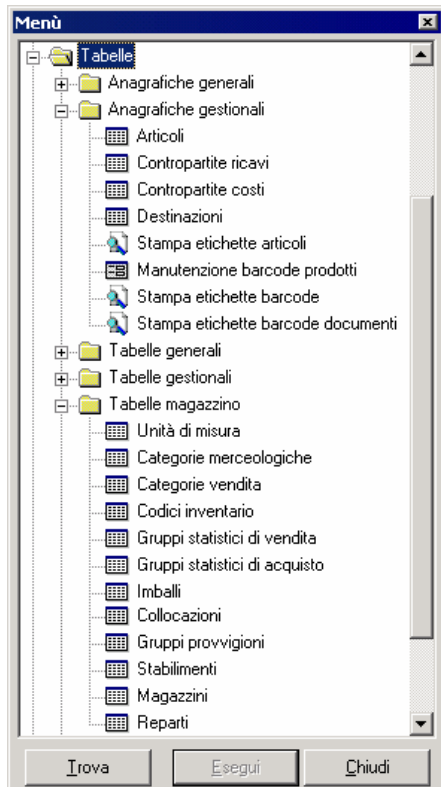 Menù
Tabelle
Anagrafiche generali
Anagrafiche gestionali
Articoli
Contropartite ricavi
Contropartite costi
Destinazioni
Stampa etichette articoli
Manutenzione barcode prodotti
Stampa etichette barcode
Stampa etichette barcode documenti
Tabelle generali
Tabelle gestionali
Tabelle magazzino
Unità di misura
Categorie merceologiche
Categorie vendita
Codici inventario
Gruppi statistici di vendita
Gruppi statistici di acquisto
Imballi
Collocazioni
Gruppi provvigioni
Stabilimenti
Magazzini
Reparti
Trova Esegui Chiudi